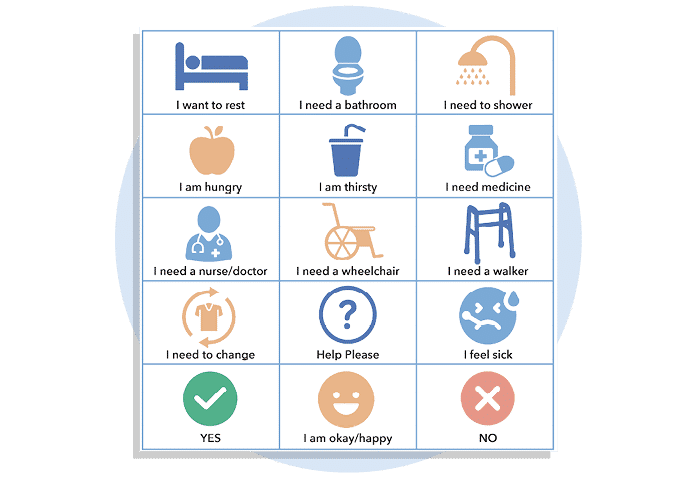 I want to rest
I need a bathroom
I need to shower
I am hungry
I am thirsty
I need medicine
I need a nurse/doctor
I need a wheelchair
I need a walker
I need to change
?
Help Please
I feel sick
YES
I am okay/happy
NO